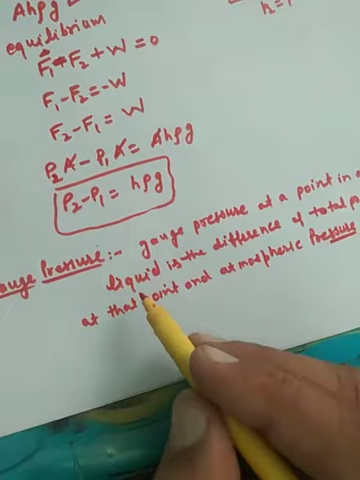 Ahρg
h₂=
equilibrium
F₁-F₂+W=0
F₁-F₂=-W
F₂-F₁=W
P₂A-P₁A=Ahρg
P₂-P₁=hρg
Pressure:- gauge pressure at a point in a
liquid is the difference of total
at that point and atmospheric pressure